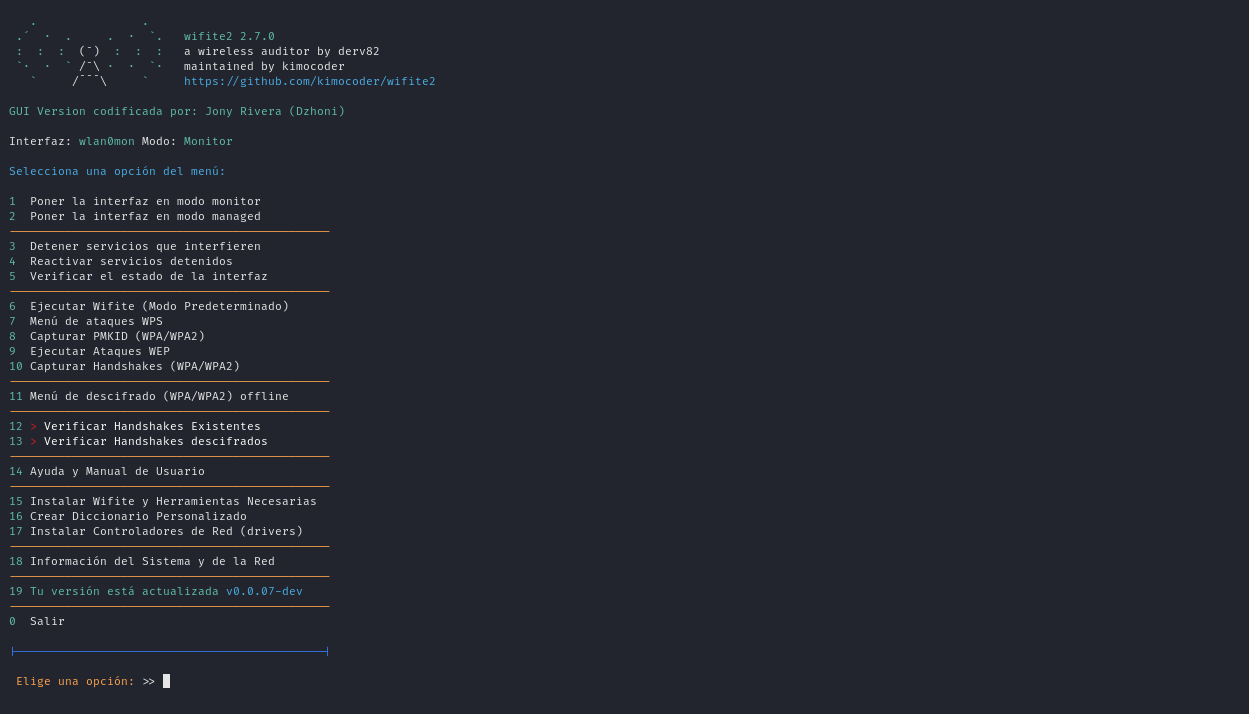 wifite2 2.7.0
a wireless auditor by derv82
maintained by kimocoder
https://github.com/kimocoder/wifite2
GUI Version codificada por: Jony Rivera (Dzhoni)
Interfaz: wlan0mon Modo: Monitor
Selecciona una opción del menú:
1 Poner la interfaz en modo monitor
2 Poner la interfaz en modo managed
3 Detener servicios que interfieren
4 Reactivar servicios detenidos
5 Verificar el estado de la interfaz
6 Ejecutar Wifite (Modo Predeterminado)
7 Menú de ataques WPS
8 Capturar PMKID (WPA/WPA2)
9 Ejecutar Ataques WEP
10 Capturar Handshakes (WPA/WPA2)
11 Menú de descifrado (WPA/WPA2) offline
12 > Verificar Handshakes Existentes
13 > Verificar Handshakes descifrados
14 Ayuda y Manual de Usuario
15 Instalar Wifite y Herramientas Necesarias
16 Crear Diccionario Personalizado
17 Instalar Controladores de Red (drivers)
18 Información del Sistema y de la Red
19 Tu versión está actualizada v0.0.07-dev
0 Salir
Elige una opción: >>